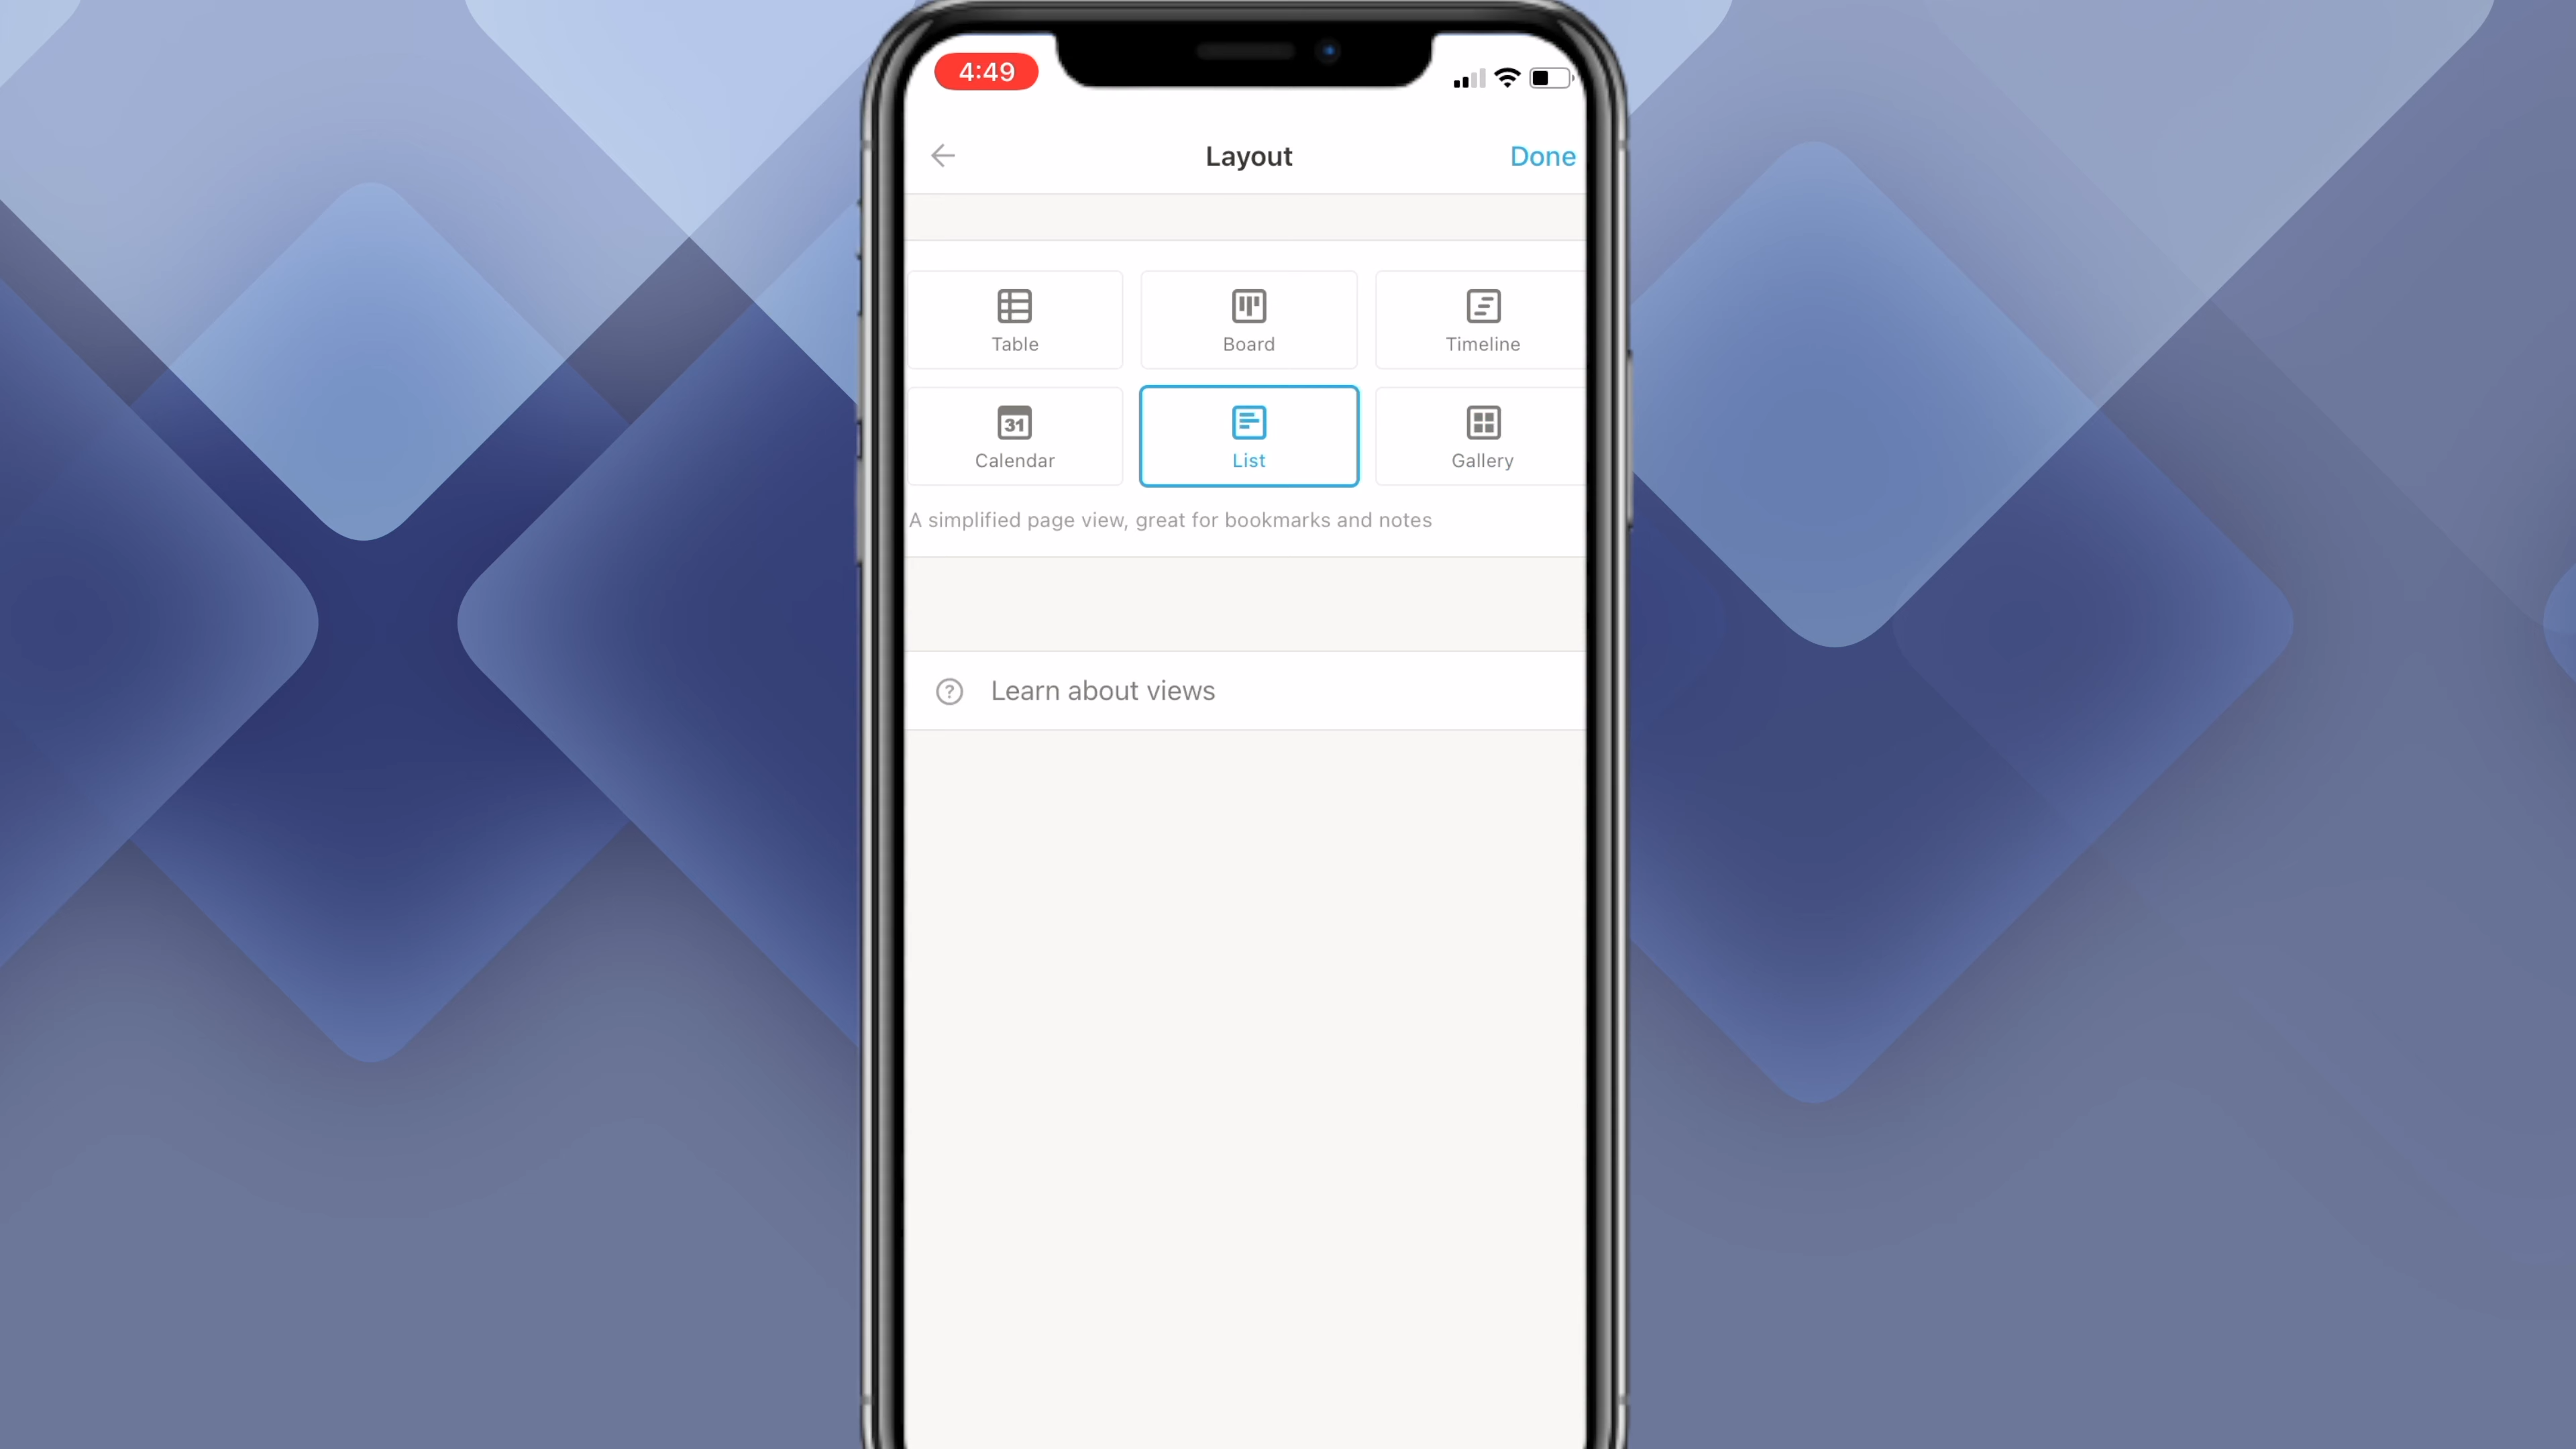 4:49
Layout
Done
Table
Board
Timeline
31
Calendar
List
Gallery
A simplified page view, great for bookmarks and notes
? Learn about views